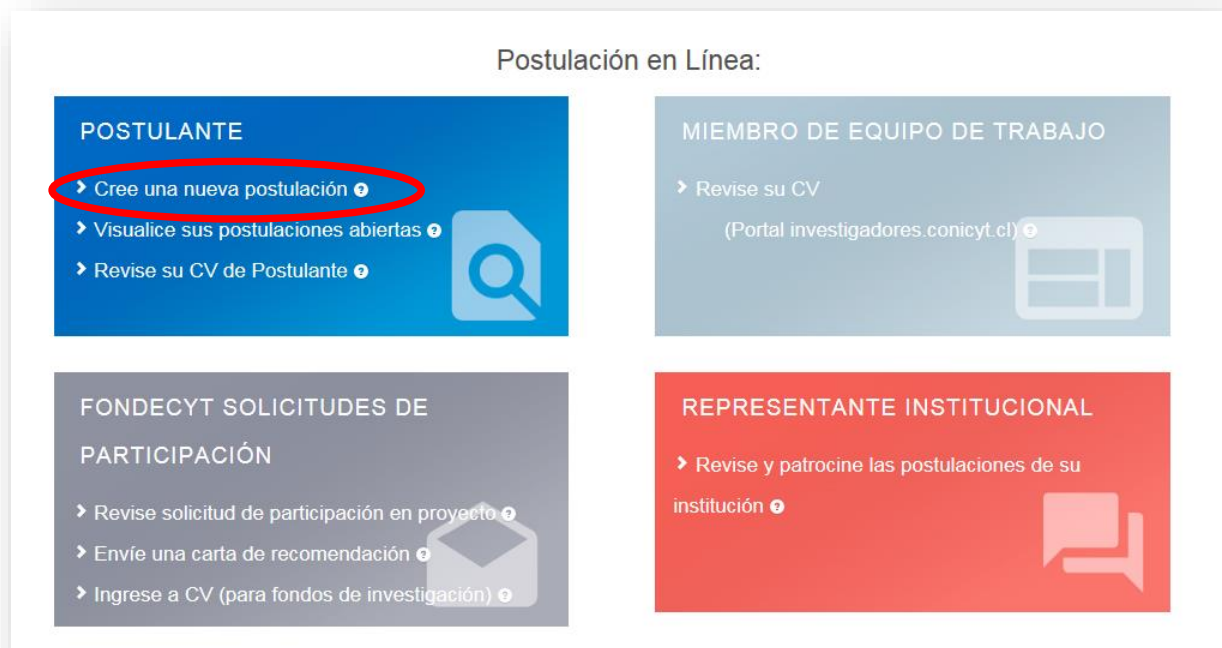 Postulación en Línea:
POSTULANTE
Cree una nueva postulación
Visualice sus postulaciones abiertas
Revise su CV de Postulante
MIEMBRO DE EQUIPO DE TRABAJO
Revise su CV
(Portal investigadores.conicyt.cl)
FONDECYT SOLICITUDES DE
PARTICIPACIÓN
Revise solicitud de participación en proyecto
Envíe una carta de recomendación
Ingrese a CV (para fondos de investigación)
REPRESENTANTE INSTITUCIONAL
Revise y patrocine las postulaciones de su
institución